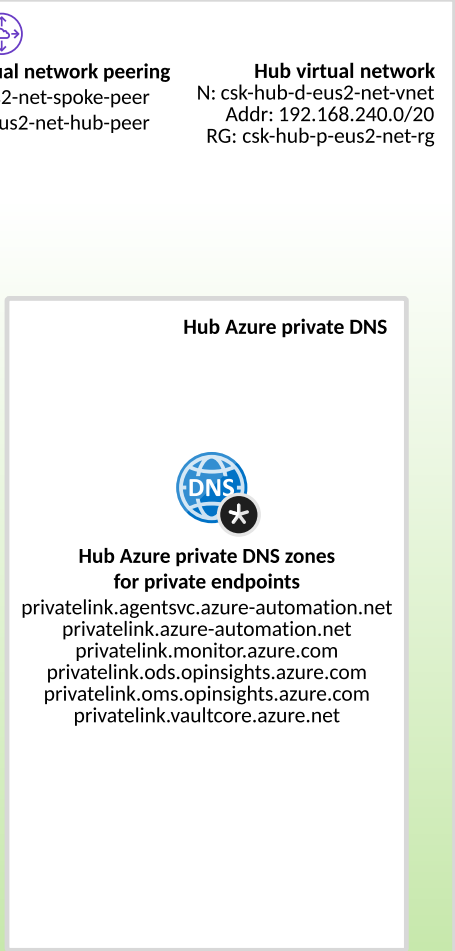 network peering
Hub virtual network
N: csk-hub-d-eus2-net-vnet
2-net-spoke-peer
Addr: 192.168.240.0/20
us2-net-hub-peer
RG: csk-hub-p-eus2-net-rg
Hub Azure private DNS
DNS
Hub Azure private DNS zones
for private endpoints
privatelink.agentsvc.azure-automation.net
privatelink.azure-automation.net
privatelink.monitor.azure.com
privatelink.ods.opinsights.azure.com
privatelink.oms.opinsights.azure.com
privatelink.vaultcore.azure.net